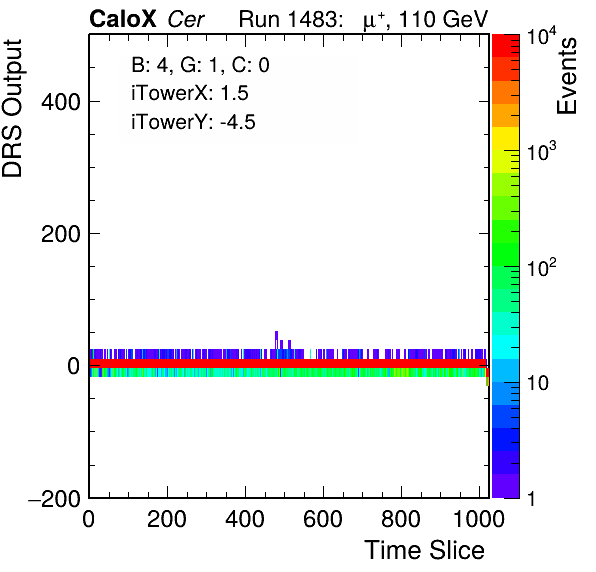 CaloX Cer Run 1483: μ⁺, 110 GeV
B: 4, G: 1, C: 0
iTowerX: 1.5
iTowerY: -4.5
DRS Output
400
200
0
−200
0 200 400 600 800 1000
Time Slice
Events
10⁴
10³
10²
10
1